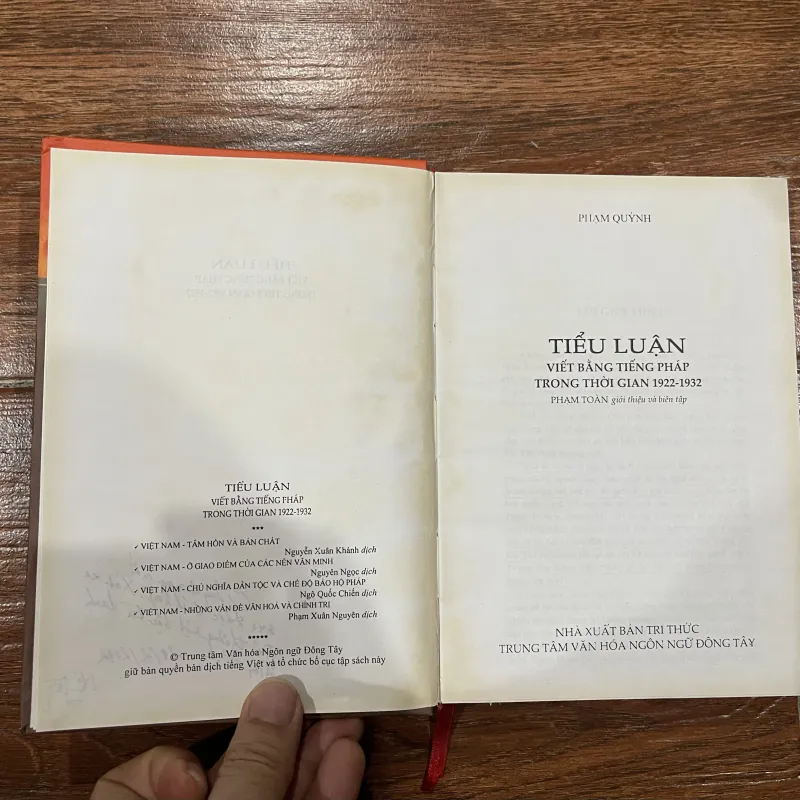 TIỂU LUẬN
VIẾT BẰNG TIẾNG PHÁP
TRONG THỜI GIAN 1922-1932
***
✓ VIỆT NAM - TÂM HỒN VÀ BẢN CHẤT
Nguyễn Xuân Khánh dịch
✓ VIỆT NAM - Ở GIAO ĐIỂM CỦA CÁC NỀN VĂN MINH
Nguyên Ngọc dịch
✓ VIỆT NAM - CHỦ NGHĨA DÂN TỘC VÀ CHẾ ĐỘ BẢO HỘ PHÁP
Ngô Quốc Chiến dịch
✓ VIỆT NAM - NHỮNG VẤN ĐỀ VĂN HOÁ VÀ CHÍNH TRỊ
Phạm Xuân Nguyên dịch
*****
© Trung tâm Văn hóa Ngôn ngữ Đông Tây
giữ bản quyền bản dịch tiếng Việt và tổ chức bố cục tập sách này
PHẠM QUỲNH
TIỂU LUẬN
VIẾT BẰNG TIẾNG PHÁP
TRONG THỜI GIAN 1922-1932
PHẠM TOÀN giới thiệu và biên tập
NHÀ XUẤT BẢN TRI THỨC
TRUNG TÂM VĂN HÓA NGÔN NGỮ ĐÔNG TÂY